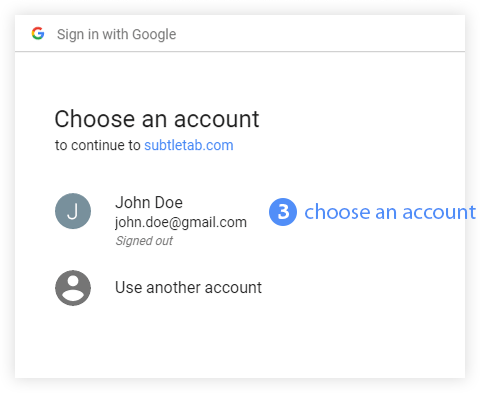 Sign in with Google
Choose an account
to continue to subtletab.com
J
John Doe
john.doe@gmail.com
Signed out
3 choose an account
Use another account